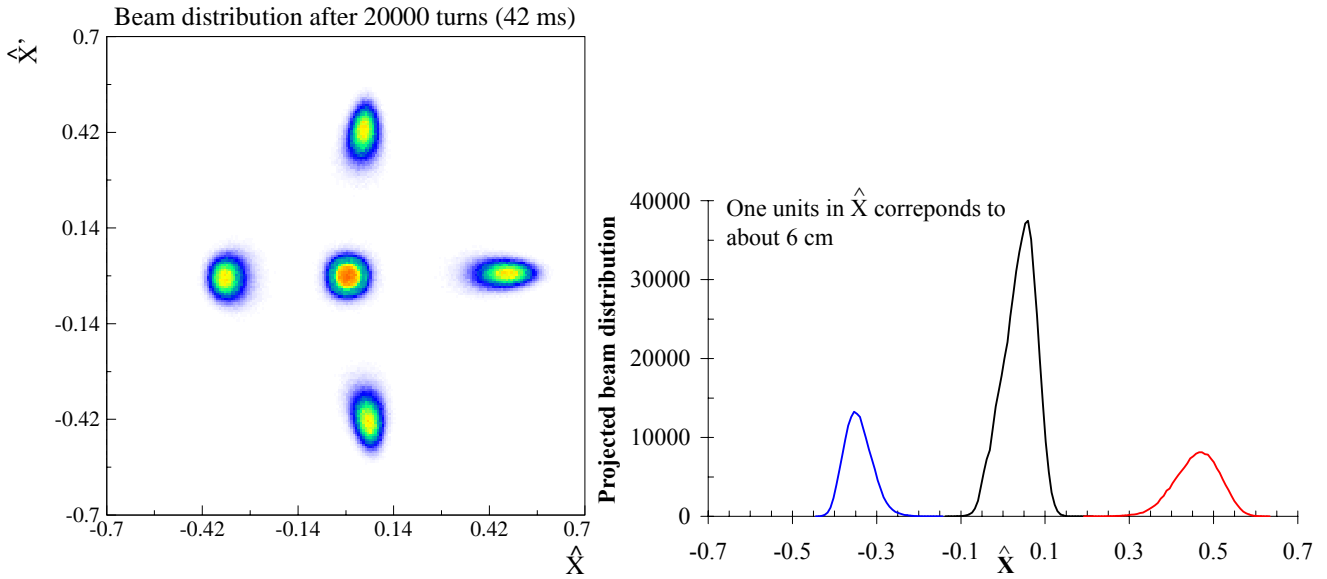 Beam distribution after 20000 turns (42 ms)
X̂'
0.7
0.42
0.14
-0.14
-0.42
-0.7
-0.7 -0.42 -0.14 0.14 0.42 0.7
X̂
One units in X̂ correponds to
about 6 cm
Projected beam distribution
40000
30000
20000
10000
0
-0.7 -0.5 -0.3 -0.1 0.1 0.3 0.5 0.7
X̂